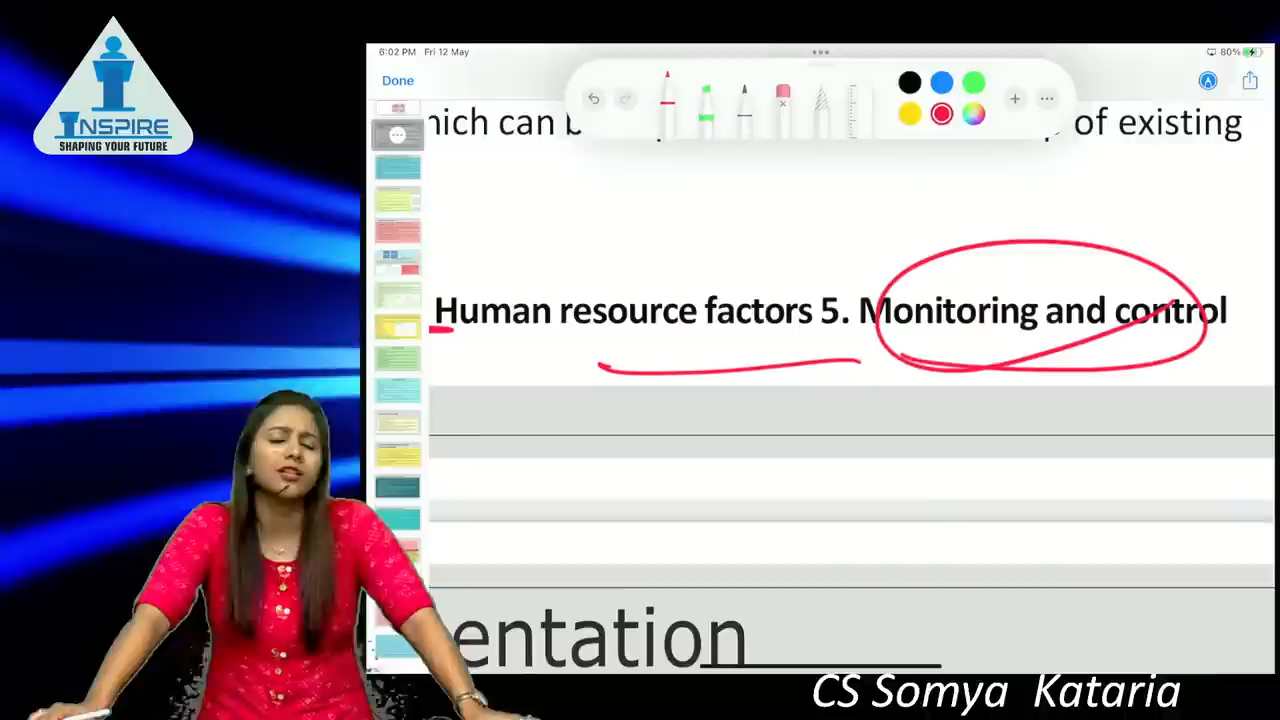 INSPIRE
SHAPING YOUR FUTURE
6:02 PM Fri 12 May
80%
Done
hich can b
of existing
Human resource factors 5. Monitoring and control
entation
CS Somya Kataria